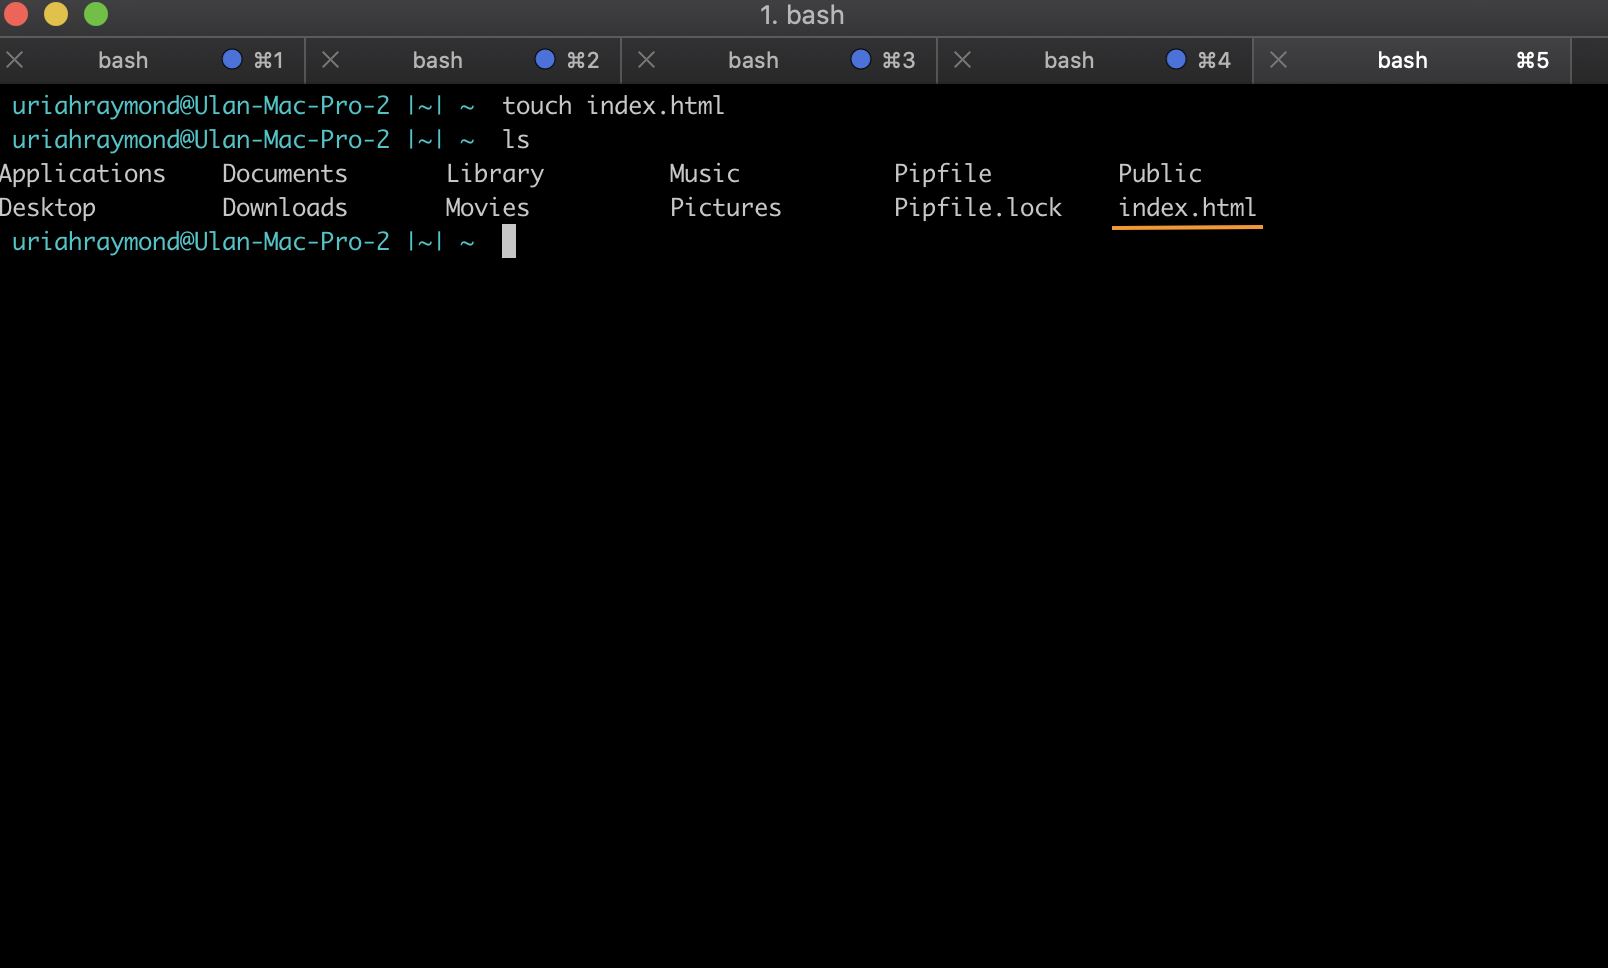 1. bash
bash ⌘1 bash ⌘2 bash ⌘3 bash ⌘4 bash ⌘5
uriahraymond@Ulan-Mac-Pro-2 |~| ~ touch index.html
uriahraymond@Ulan-Mac-Pro-2 |~| ~ ls
Applications Documents Library Music Pipfile Public
Desktop Downloads Movies Pictures Pipfile.lock index.html
uriahraymond@Ulan-Mac-Pro-2 |~| ~